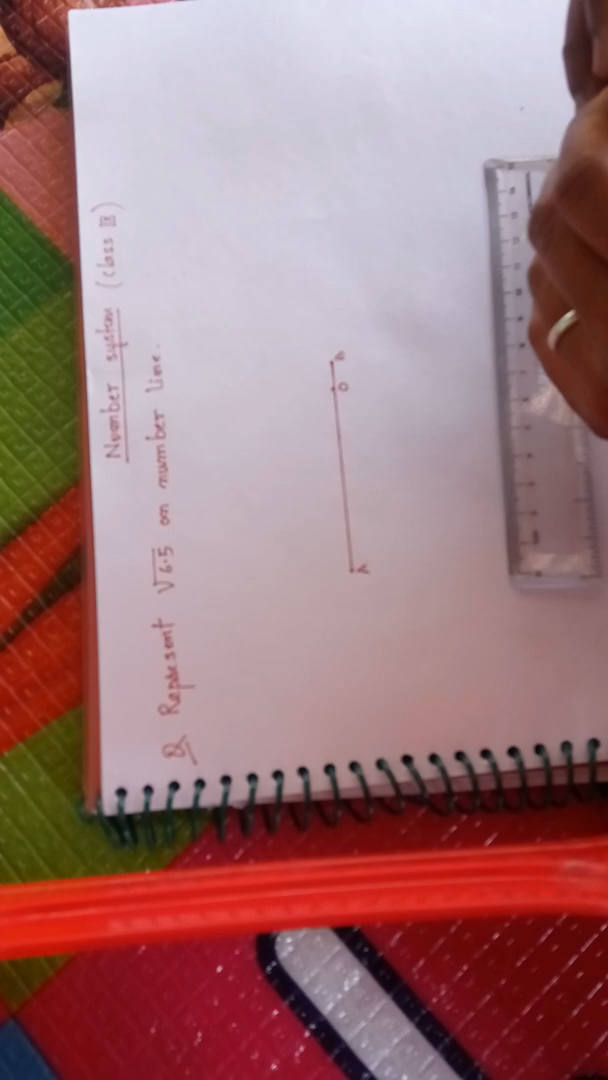 Number system (class IX)
Q Represent √6.5 on number line.
A O B